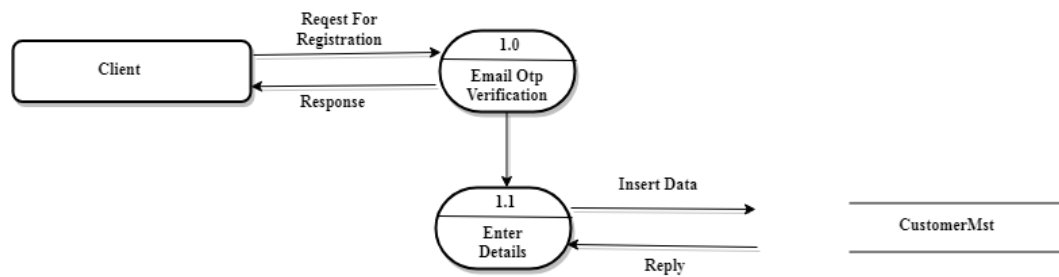 Reqest For
Registration
1.0
Client
Email Otp
Verification
Response
1.1
Insert Data
Enter
Details
CustomerMst
Reply